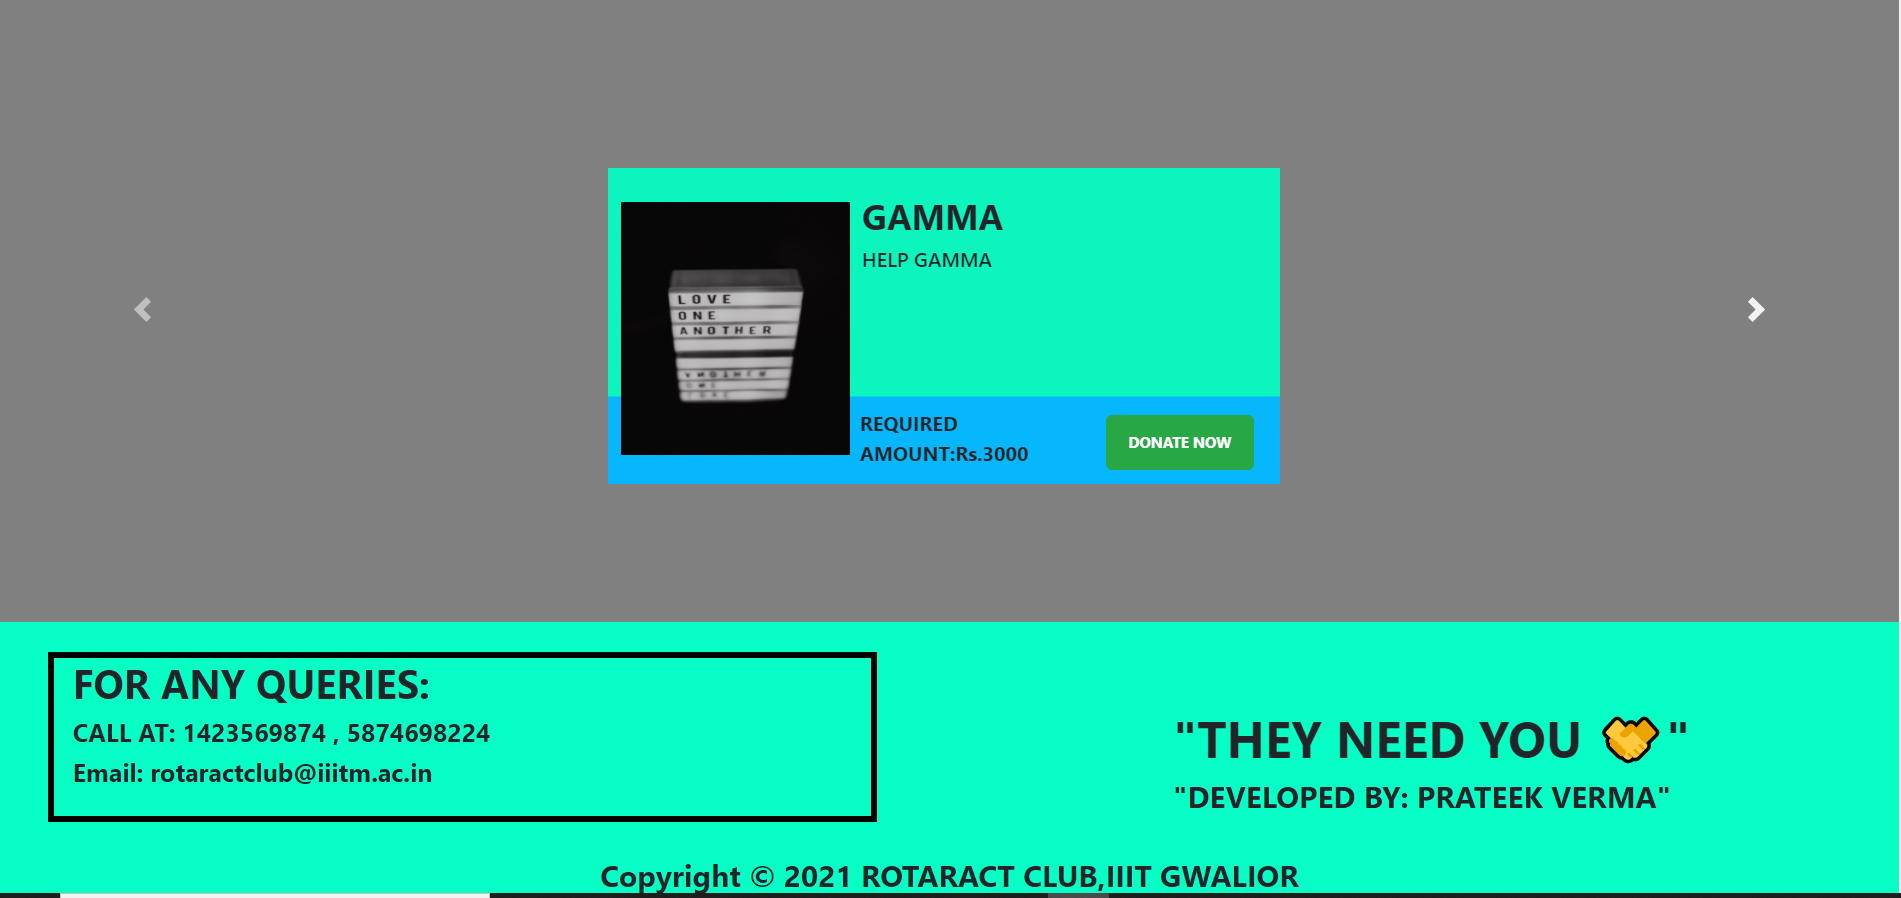 GAMMA
HELP GAMMA
LOVE
ONE
ANOTHER
REQUIRED
AMOUNT:Rs.3000
DONATE NOW
FOR ANY QUERIES:
CALL AT: 1423569874 , 5874698224
Email: rotaractclub@iiitm.ac.in
"THEY NEED YOU 🤝"
"DEVELOPED BY: PRATEEK VERMA"
Copyright © 2021 ROTARACT CLUB,IIIT GWALIOR